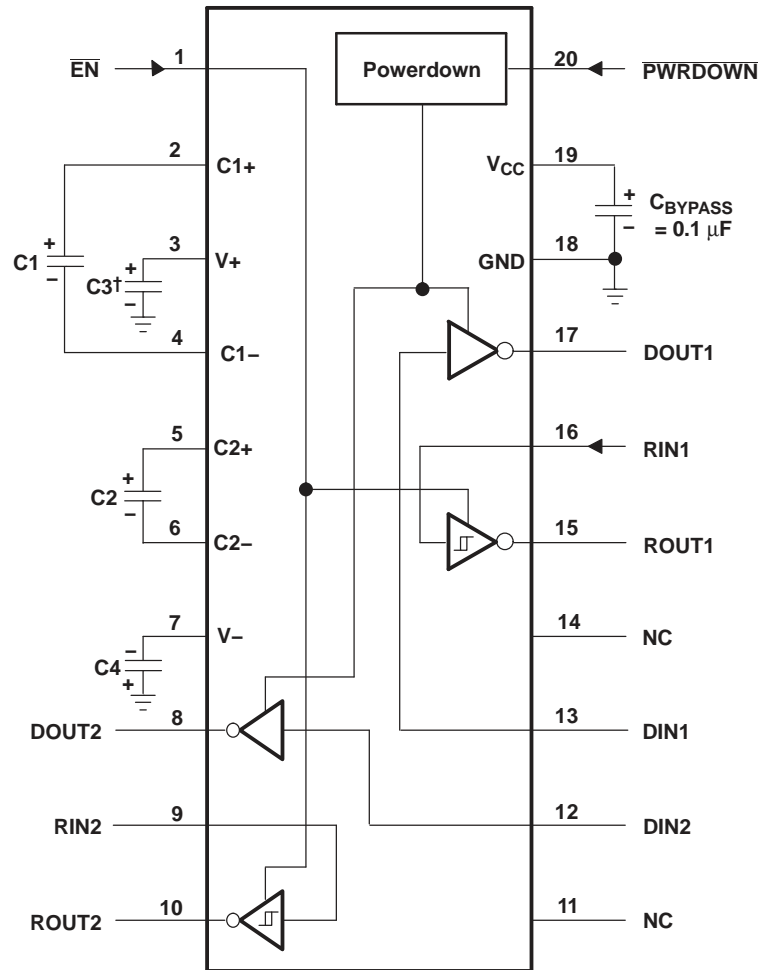 E̅N̅ 1
Powerdown
20 P̅W̅R̅D̅O̅W̅N̅
2 C1+
VCC 19
+
–
CBYPASS
= 0.1 μF
C1
+
–
3 V+
+
–
C3†
GND 18
4 C1–
17 DOUT1
5 C2+
16 RIN1
C2
+
–
6 C2–
15 ROUT1
7 V–
14 NC
–
C4
+
DOUT2 8
13 DIN1
RIN2 9
12 DIN2
ROUT2 10
11 NC